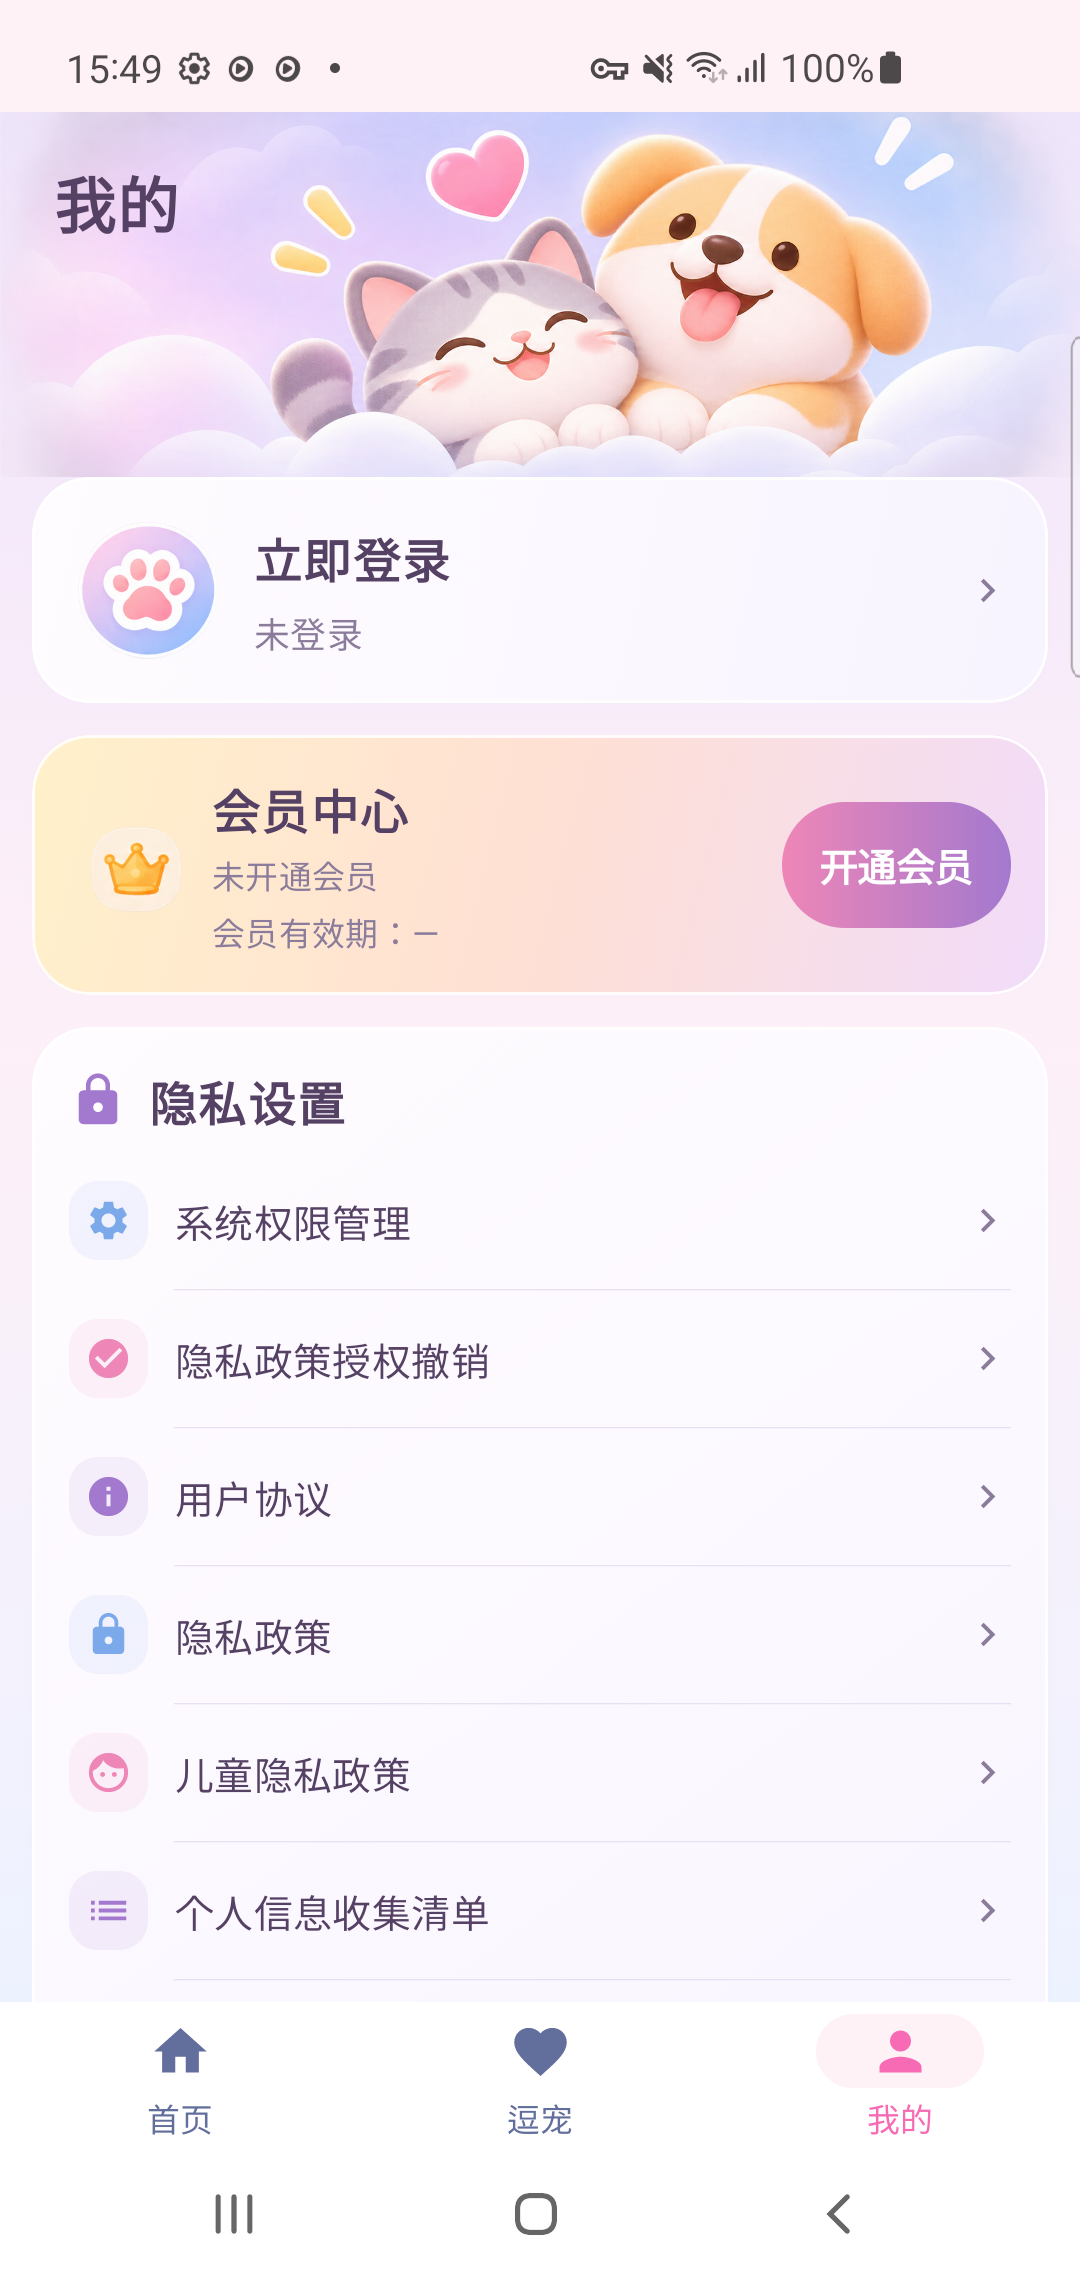 15:49
100%
我的
立即登录
未登录
会员中心
未开通会员
会员有效期：—
开通会员
隐私设置
系统权限管理
隐私政策授权撤销
用户协议
隐私政策
儿童隐私政策
个人信息收集清单
首页
逗宠
我的